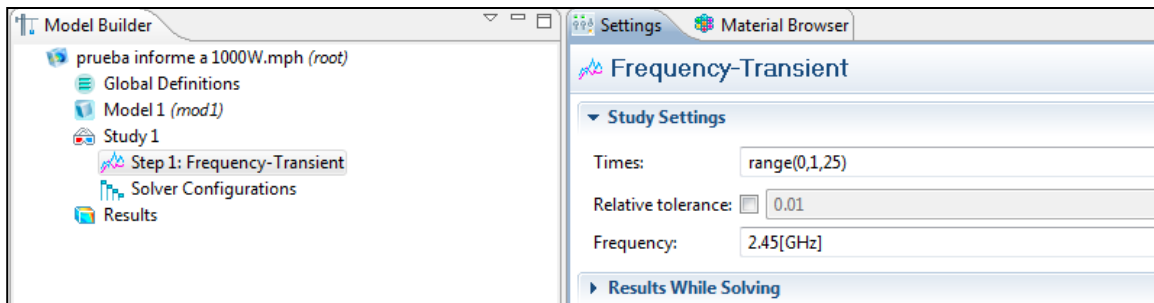 Model Builder
prueba informe a 1000W.mph (root)
Global Definitions
Model 1 (mod1)
Study 1
Step 1: Frequency-Transient
Solver Configurations
Results
Settings
Material Browser
Frequency-Transient
Study Settings
Times: range(0,1,25)
Relative tolerance: 0.01
Frequency: 2.45[GHz]
Results While Solving